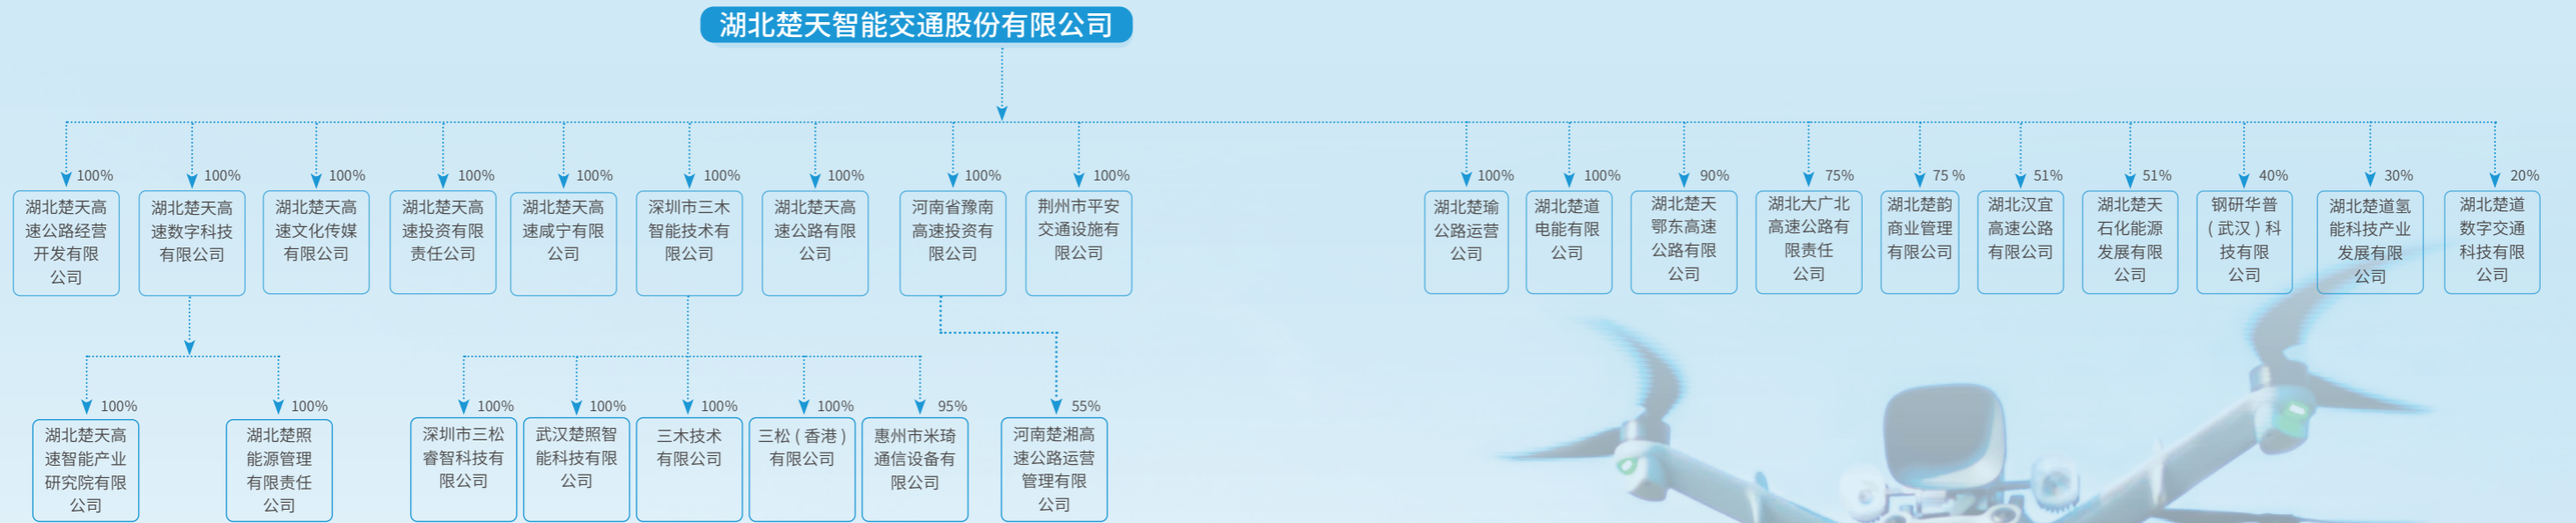 湖北楚天智能交通股份有限公司
100%
湖北楚天高
速公路经营
开发有限
公司
100%
湖北楚天高
速数字科技
有限公司
100%
湖北楚天高
速文化传媒
有限公司
100%
湖北楚天高
速投资有限
责任公司
100%
湖北楚天高
速咸宁有限
公司
100%
深圳市三木
智能技术有
限公司
100%
湖北楚天高
速公路有限
公司
100%
河南省豫南
高速投资有
限公司
100%
荆州市平安
交通设施有
限公司
100%
湖北楚瑜
公路运营
公司
100%
湖北楚道
电能有限
公司
90%
湖北楚天
鄂东高速
公路有限
公司
75%
湖北大广北
高速公路有
限责任
公司
75 %
湖北楚韵
商业管理
有限公司
51%
湖北汉宜
高速公路
有限公司
51%
湖北楚天
石化能源
发展有限
公司
40%
钢研华普
( 武汉 ) 科
技有限
公司
30%
湖北楚道氢
能科技产业
发展有限
公司
20%
湖北楚道
数字交通
科技有限
公司
100%
湖北楚天高
速智能产业
研究院有限
公司
100%
湖北楚照
能源管理
有限责任
公司
100%
深圳市三松
睿智科技有
限公司
100%
武汉楚照智
能科技有限
公司
100%
三木技术
有限公司
100%
三松 ( 香港 )
有限公司
95%
惠州市米琦
通信设备有
限公司
55%
河南楚湘高
速公路运营
管理有限
公司